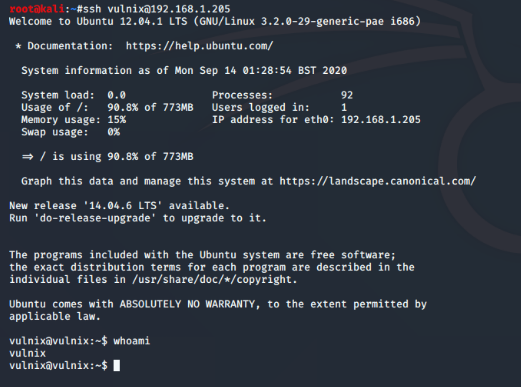 root@kali:~#ssh vulnix@192.168.1.205
Welcome to Ubuntu 12.04.1 LTS (GNU/Linux 3.2.0-29-generic-pae i686)
* Documentation:  https://help.ubuntu.com/
System information as of Mon Sep 14 01:28:54 BST 2020
System load:  0.0               Processes:           92
Usage of /:   90.8% of 773MB    Users logged in:     1
Memory usage: 15%               IP address for eth0: 192.168.1.205
Swap usage:   0%
=> / is using 90.8% of 773MB
Graph this data and manage this system at https://landscape.canonical.com/
New release '14.04.6 LTS' available.
Run 'do-release-upgrade' to upgrade to it.
The programs included with the Ubuntu system are free software;
the exact distribution terms for each program are described in the
individual files in /usr/share/doc/*/copyright.
Ubuntu comes with ABSOLUTELY NO WARRANTY, to the extent permitted by
applicable law.
vulnix@vulnix:~$ whoami
vulnix
vulnix@vulnix:~$